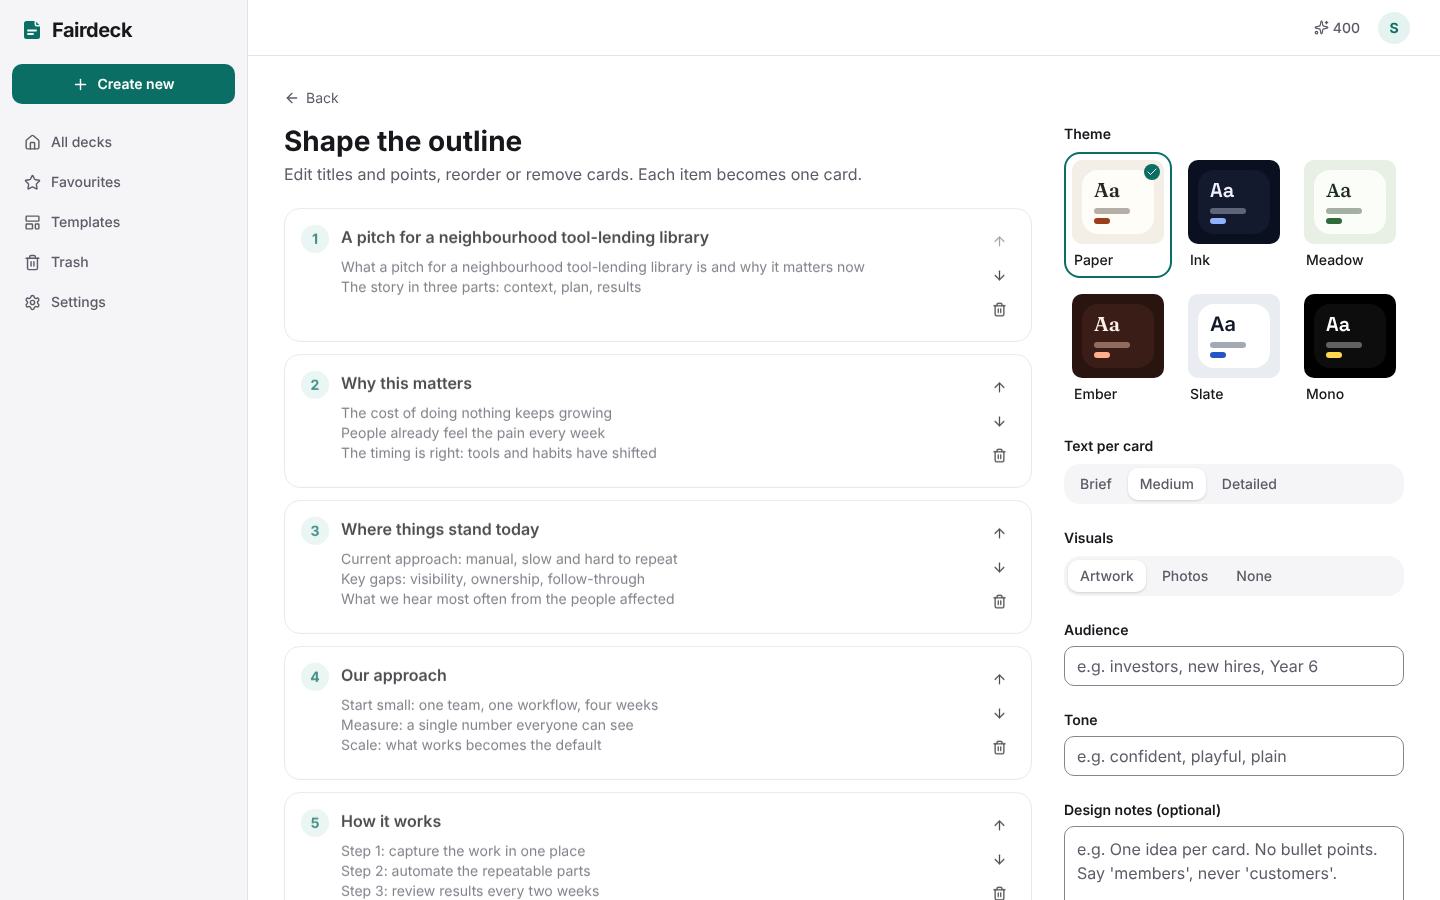 Fairdeck
Create new
All decks
Favourites
Templates
Trash
Settings
400
S
Back
Shape the outline
Edit titles and points, reorder or remove cards. Each item becomes one card.
1
A pitch for a neighbourhood tool-lending library
What a pitch for a neighbourhood tool-lending library is and why it matters now
The story in three parts: context, plan, results
2
Why this matters
The cost of doing nothing keeps growing
People already feel the pain every week
The timing is right: tools and habits have shifted
3
Where things stand today
Current approach: manual, slow and hard to repeat
Key gaps: visibility, ownership, follow-through
What we hear most often from the people affected
4
Our approach
Start small: one team, one workflow, four weeks
Measure: a single number everyone can see
Scale: what works becomes the default
5
How it works
Step 1: capture the work in one place
Step 2: automate the repeatable parts
Step 3: review results every two weeks
Theme
Aa
Paper
Aa
Ink
Aa
Meadow
Aa
Ember
Aa
Slate
Aa
Mono
Text per card
Brief Medium Detailed
Visuals
Artwork Photos None
Audience
e.g. investors, new hires, Year 6
Tone
e.g. confident, playful, plain
Design notes (optional)
e.g. One idea per card. No bullet points.
Say 'members', never 'customers'.